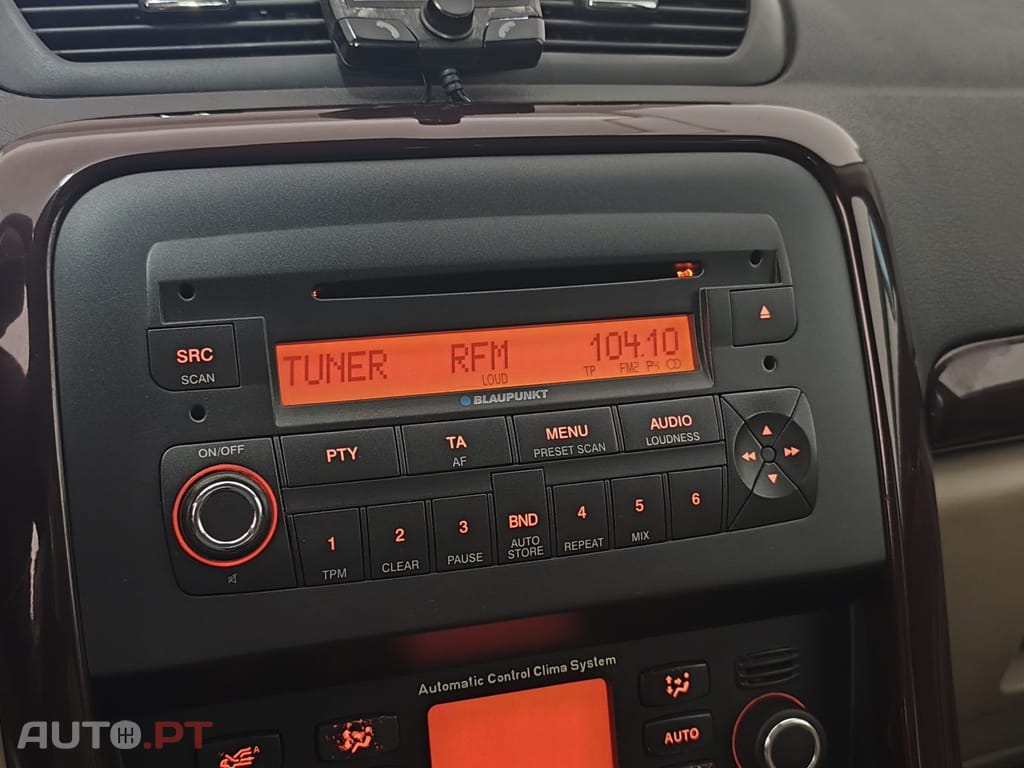 TUNER RFM 104.10
LOUD TP FM2 P4
BLAUPUNKT
SRC
SCAN
ON/OFF
PTY
TA
AF
MENU
PRESET SCAN
AUDIO
LOUDNESS
1
TPM
2
CLEAR
3
PAUSE
BND
AUTO
STORE
4
REPEAT
5
MIX
6
Automatic Control Clima System
A
AUTO
AUTO.PT